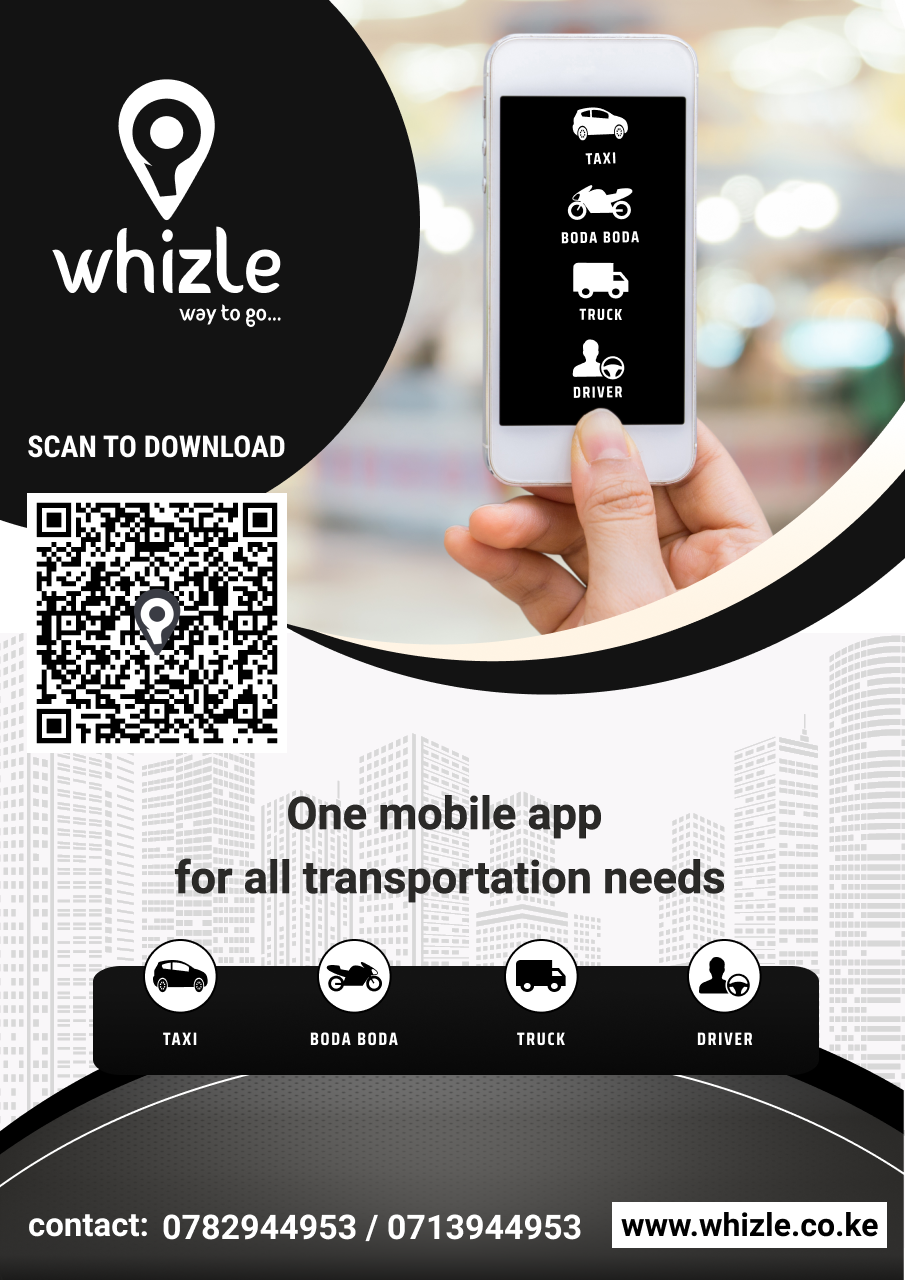 whizle
way to go...
TAXI
BODA BODA
TRUCK
DRIVER
SCAN TO DOWNLOAD
One mobile app
for all transportation needs
TAXI BODA BODA TRUCK DRIVER
contact: 0782944953 / 0713944953 www.whizle.co.ke